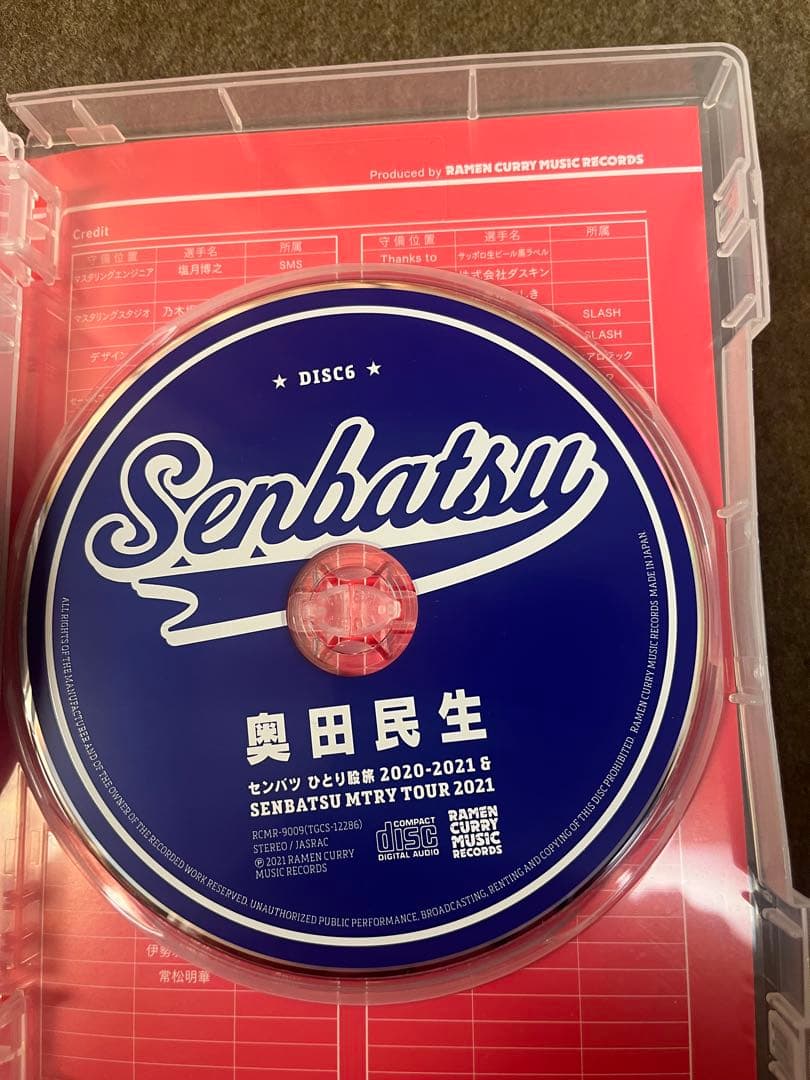 Produced by RAMEN CURRY MUSIC RECORDS
Credit
守備位置 選手名 所属
マスタリングエンジニア 塩月博之 SMS
マスタリングスタジオ 乃木
デザイン
守備位置 選手名 所属
Thanks to サッポロ生ビール黒ラベル
株式会社ダスキン
しき
SLASH
SLASH
★ DISC6 ★
Senbatsu
奥田民生
センバツ ひとり股旅 2020-2021 &
SENBATSU MTRY TOUR 2021
RCMR-9009(TGCS-12286)
STEREO / JASRAC
Ⓟ 2021 RAMEN CURRY
MUSIC RECORDS
COMPACT
disc
DIGITAL AUDIO
RAMEN
CURRY
MUSIC
RECORDS
ALL RIGHTS OF THE MANUFACTURER AND OF THE OWNER OF THE RECORDED WORK RESERVED. UNAUTHORIZED PUBLIC PERFORMANCE. BROADCASTING, RENTING AND COPYING OF THIS DISC PROHIBITED. RAMEN CURRY MUSIC RECORDS MADE IN JAPAN.
伊勢
常松明華